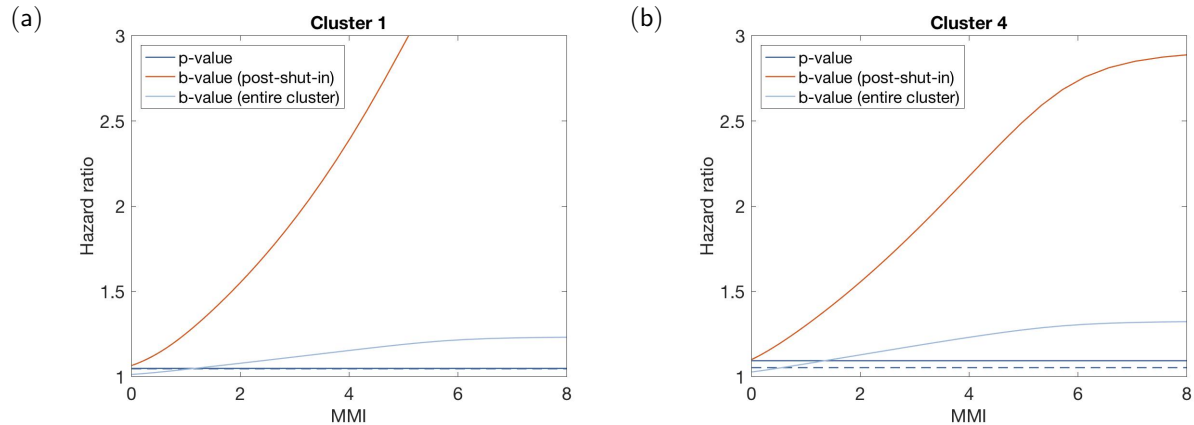 (a)
Cluster 1
3
2.5
2
1.5
1
Hazard ratio
p-value
b-value (post-shut-in)
b-value (entire cluster)
0 2 4 6 8
MMI
(b)
Cluster 4
3
2.5
2
1.5
1
Hazard ratio
p-value
b-value (post-shut-in)
b-value (entire cluster)
0 2 4 6 8
MMI